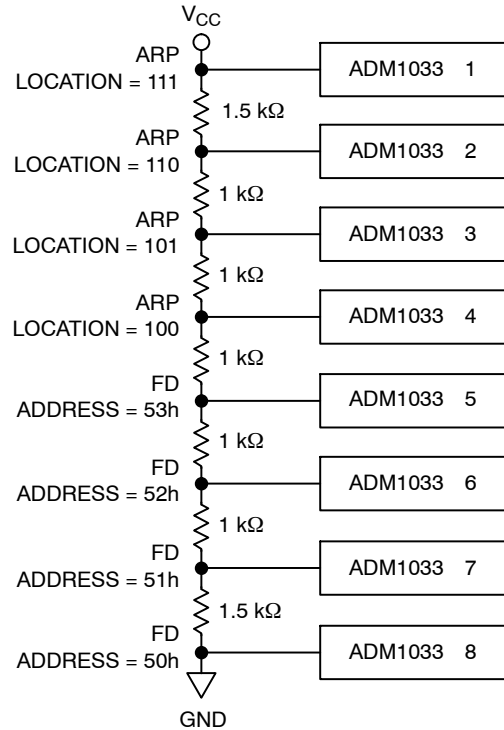 VCC
ARP
LOCATION = 111
ADM1033 1
1.5 kΩ
ARP
LOCATION = 110
ADM1033 2
1 kΩ
ARP
LOCATION = 101
ADM1033 3
1 kΩ
ARP
LOCATION = 100
ADM1033 4
1 kΩ
FD
ADDRESS = 53h
ADM1033 5
1 kΩ
FD
ADDRESS = 52h
ADM1033 6
1 kΩ
FD
ADDRESS = 51h
ADM1033 7
1.5 kΩ
FD
ADDRESS = 50h
ADM1033 8
GND